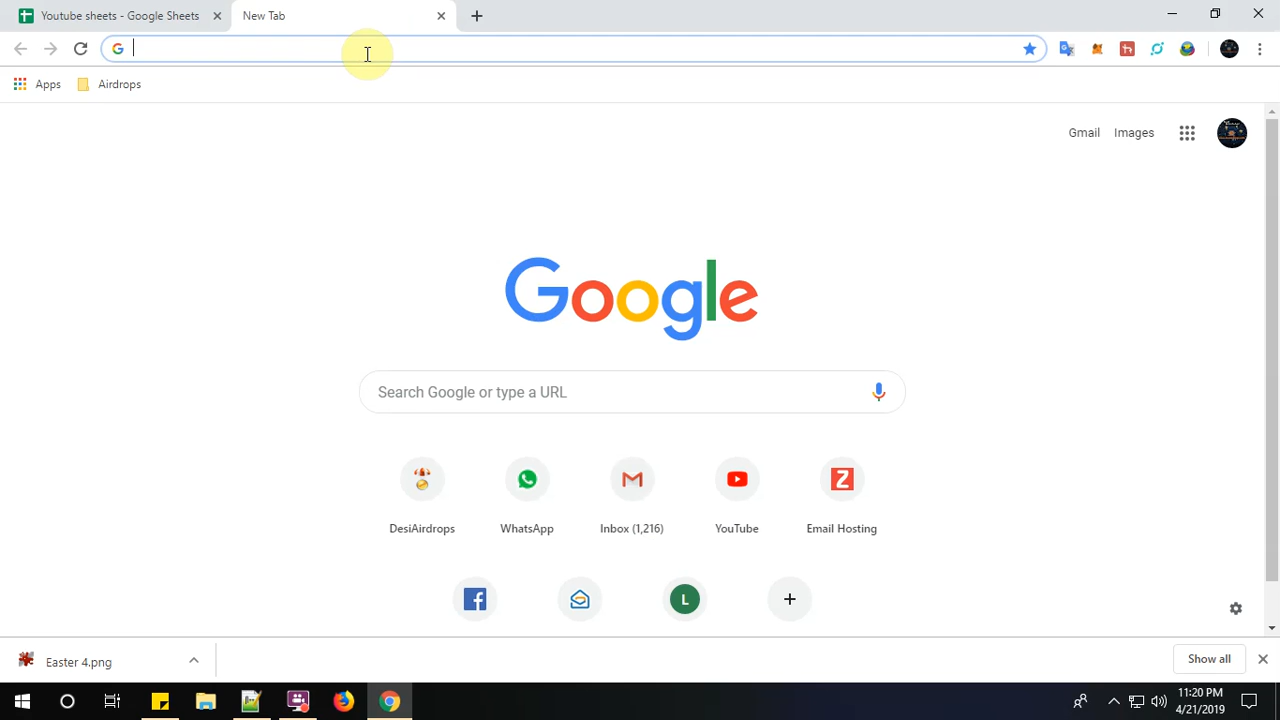 Youtube sheets - Google Sheets
New Tab
Apps
Airdrops
Gmail
Images
Google
Search Google or type a URL
DesiAirdrops
WhatsApp
Inbox (1,216)
YouTube
Z
Email Hosting
L
Easter 4.png
Show all
11:20 PM
4/21/2019